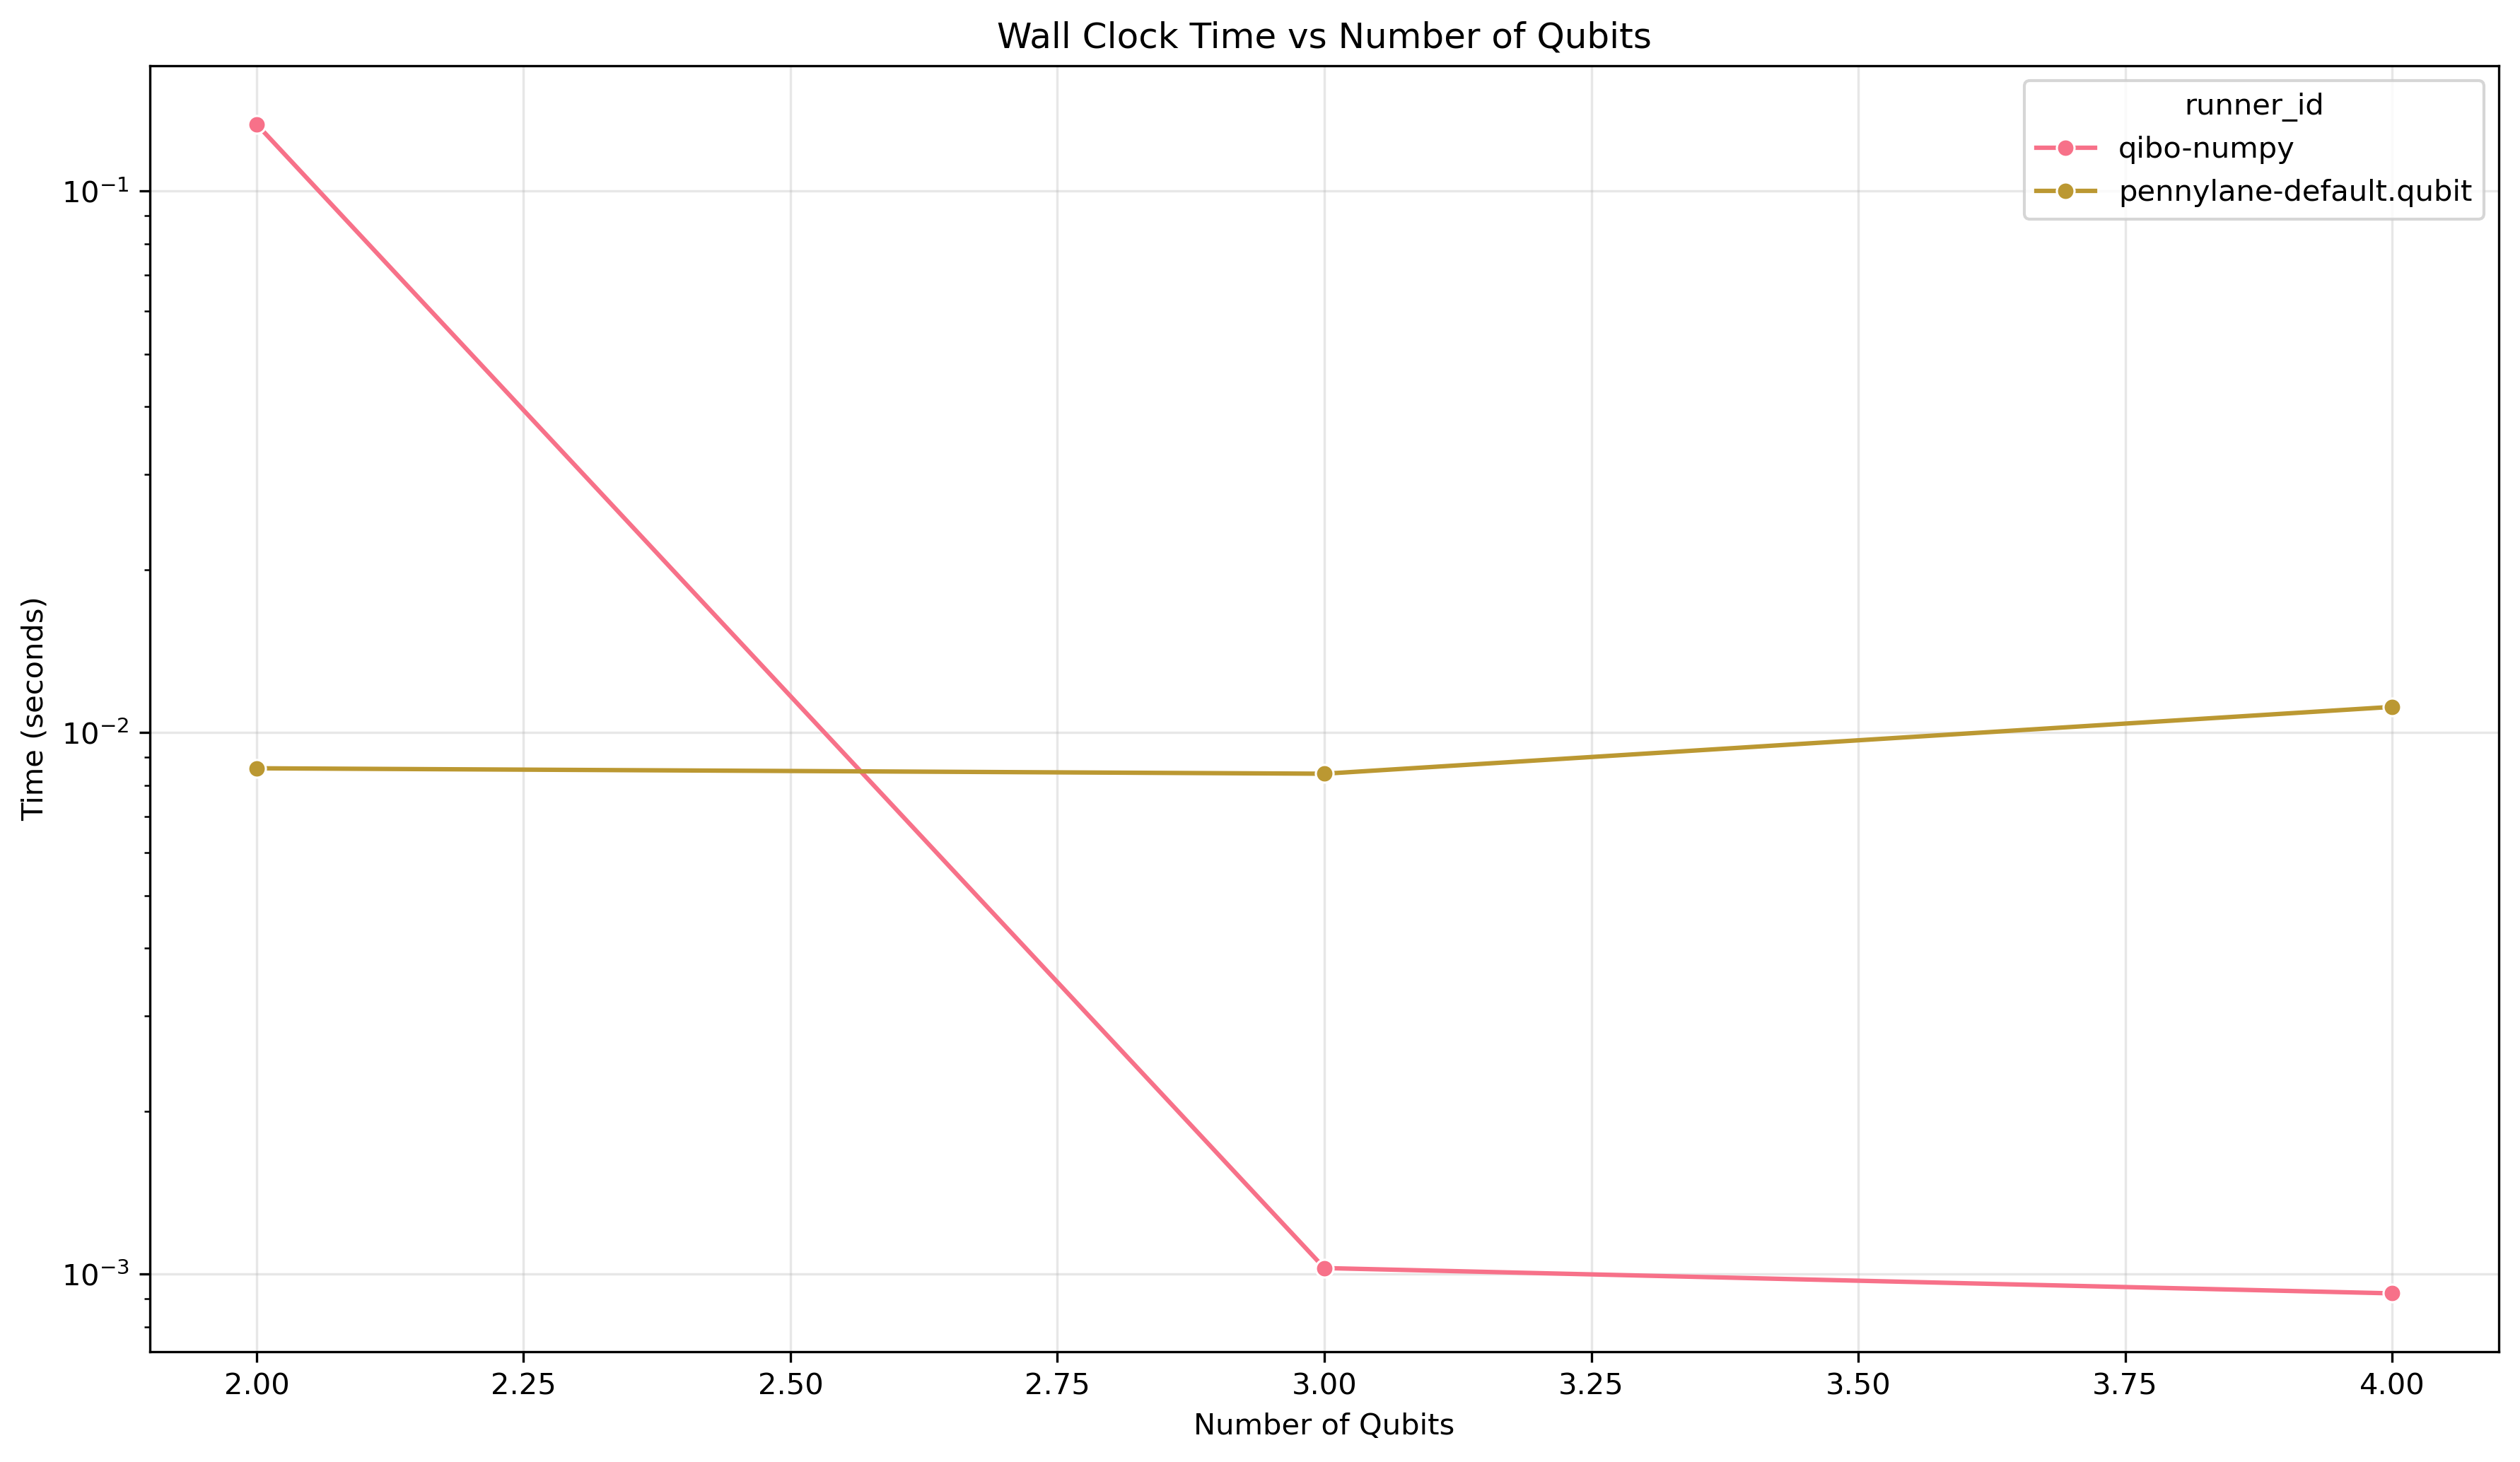 Wall Clock Time vs Number of Qubits
runner_id
qibo-numpy
pennylane-default.qubit
Time (seconds)
10⁻¹
10⁻²
10⁻³
2.00 2.25 2.50 2.75 3.00 3.25 3.50 3.75 4.00
Number of Qubits